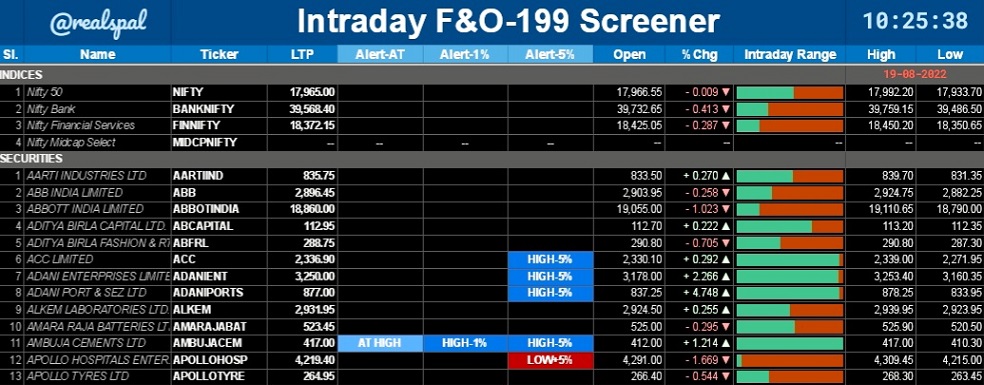 @realspal Intraday F&O-199 Screener 10:25:38
Sl. Name Ticker LTP Alert-AT Alert-1% Alert-5% Open % Chg Intraday Range High Low
INDICES 19-08-2022
1 Nifty 50 NIFTY 17,965.00 17,966.55 - 0.009 ▼ 17,992.20 17,933.70
2 Nifty Bank BANKNIFTY 39,568.40 39,732.65 - 0.413 ▼ 39,759.15 39,486.50
3 Nifty Financial Services FINNIFTY 18,372.15 18,425.05 - 0.287 ▼ 18,450.20 18,350.65
4 Nifty Midcap Select MIDCPNIFTY -- -- -- -- -- -- -- --
SECURITIES
1 AARTI INDUSTRIES LTD AARTIIND 835.75 833.50 + 0.270 ▲ 839.70 831.35
2 ABB INDIA LIMITED ABB 2,896.45 2,903.95 - 0.258 ▼ 2,924.75 2,882.25
3 ABBOTT INDIA LIMITED ABBOTINDIA 18,860.00 19,055.00 - 1.023 ▼ 19,110.65 18,790.00
4 ADITYA BIRLA CAPITAL LTD. ABCAPITAL 112.95 112.70 + 0.222 ▲ 113.20 112.35
5 ADITYA BIRLA FASHION & RT ABFRL 288.75 290.80 - 0.705 ▼ 290.80 287.30
6 ACC LIMITED ACC 2,336.90 HIGH-5% 2,330.10 + 0.292 ▲ 2,339.00 2,271.95
7 ADANI ENTERPRISES LIMITE ADANIENT 3,250.00 HIGH-5% 3,178.00 + 2.266 ▲ 3,253.40 3,160.35
8 ADANI PORT & SEZ LTD ADANIPORTS 877.00 HIGH-5% 837.25 + 4.748 ▲ 878.25 833.95
9 ALKEM LABORATORIES LTD. ALKEM 2,931.95 2,924.50 + 0.255 ▲ 2,939.95 2,923.95
10 AMARA RAJA BATTERIES LT AMARAJABAT 523.45 525.00 - 0.295 ▼ 525.90 520.50
11 AMBUJA CEMENTS LTD AMBUJACEM 417.00 AT HIGH HIGH-1% HIGH-5% 412.00 + 1.214 ▲ 417.00 410.30
12 APOLLO HOSPITALS ENTER APOLLOHOSP 4,219.40 LOW+5% 4,291.00 - 1.669 ▼ 4,309.45 4,215.00
13 APOLLO TYRES LTD APOLLOTYRE 264.95 266.40 - 0.544 ▼ 268.30 263.45